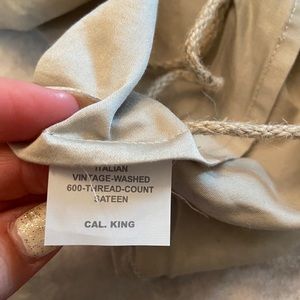 ITALIAN
VINTAGE-WASHED
600-THREAD-COUNT
SATEEN
CAL. KING